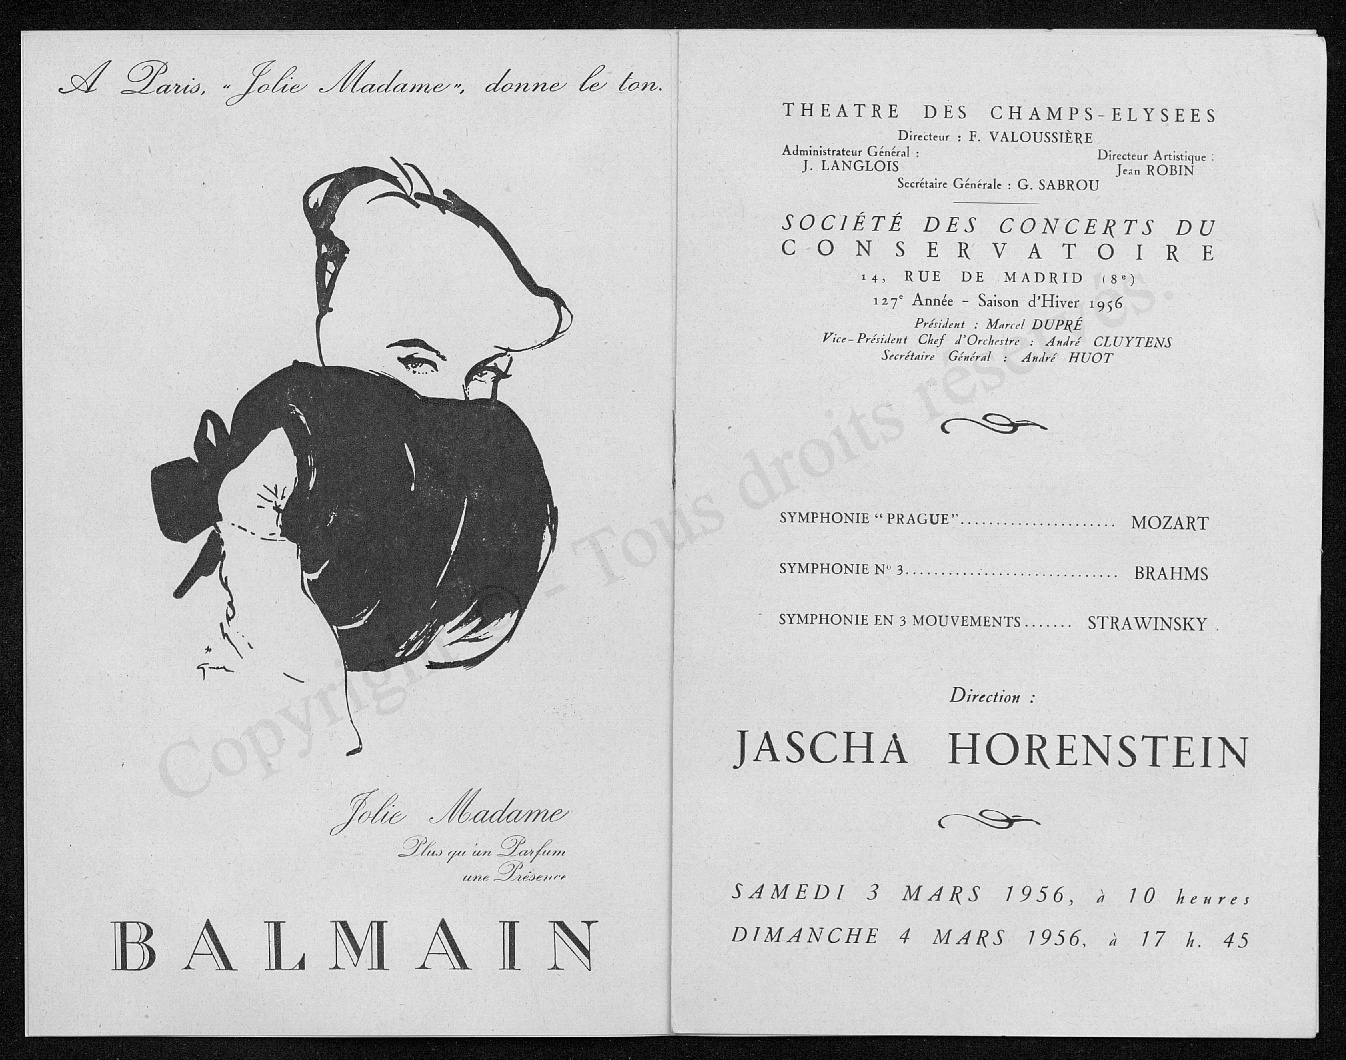 A Paris, "Jolie Madame", donne le ton.
Gruau
Jolie Madame
Plus qu'un Parfum
une Présence
BALMAIN
THEATRE DES CHAMPS-ELYSEES
Directeur : F. VALOUSSIÈRE
Administrateur Général :
J. LANGLOIS
Directeur Artistique :
Jean ROBIN
Secrétaire Générale : G. SABROU
SOCIÉTÉ DES CONCERTS DU
CONSERVATOIRE
14, RUE DE MADRID (8e)
127e Année - Saison d'Hiver 1956
Président : Marcel DUPRÉ
Vice-Président Chef d'Orchestre : André CLUYTENS
Secrétaire Général : André HUOT
SYMPHONIE "PRAGUE"...................... MOZART
SYMPHONIE No 3.............................. BRAHMS
SYMPHONIE EN 3 MOUVEMENTS....... STRAWINSKY.
Direction :
JASCHA HORENSTEIN
SAMEDI 3 MARS 1956, à 10 heures
DIMANCHE 4 MARS 1956, à 17 h. 45
Copyright © - Tous droits réservés.